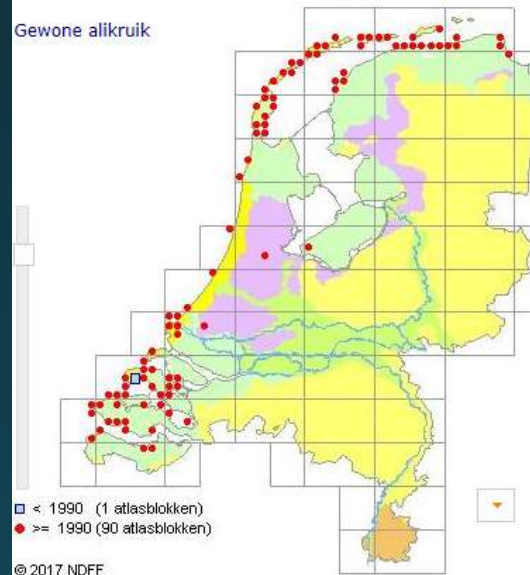 Gewone alikruik
< 1990 (1 atlasblokken)
>= 1990 (90 atlasblokken)
© 2017 NDFF